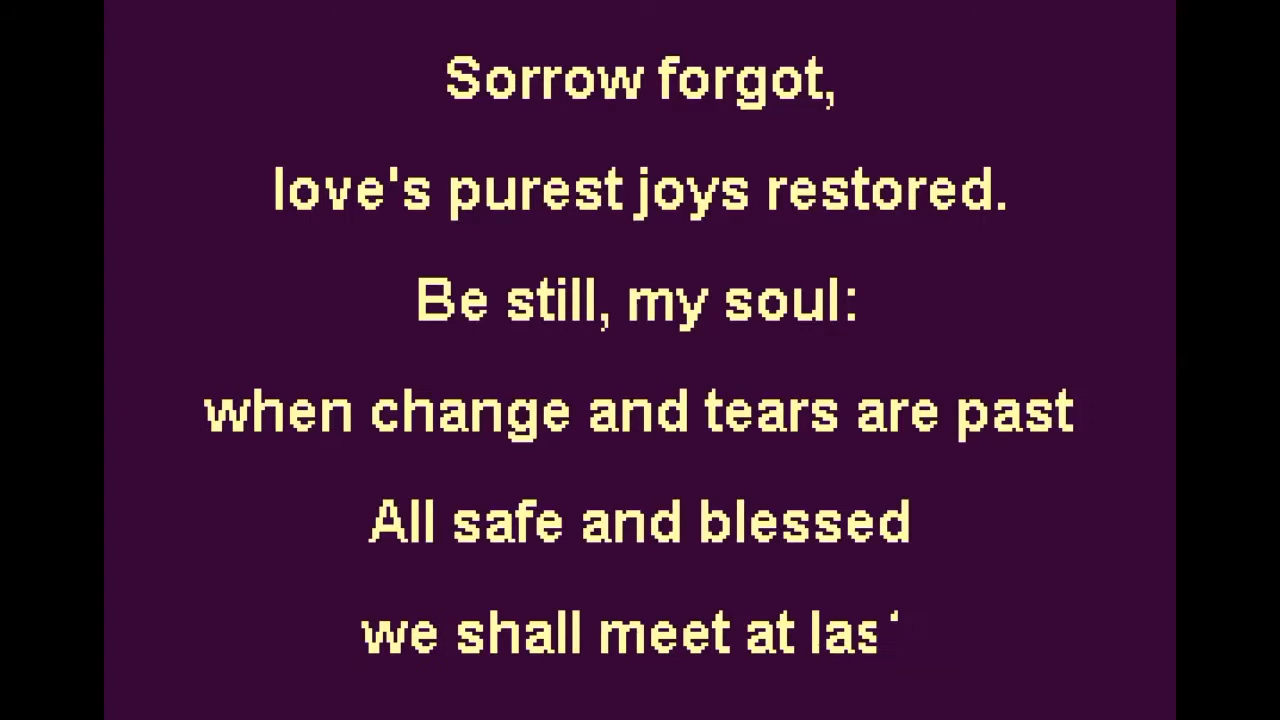 Sorrow forgot,
love's purest joys restored.
Be still, my soul:
when change and tears are past
All safe and blessed
we shall meet at las